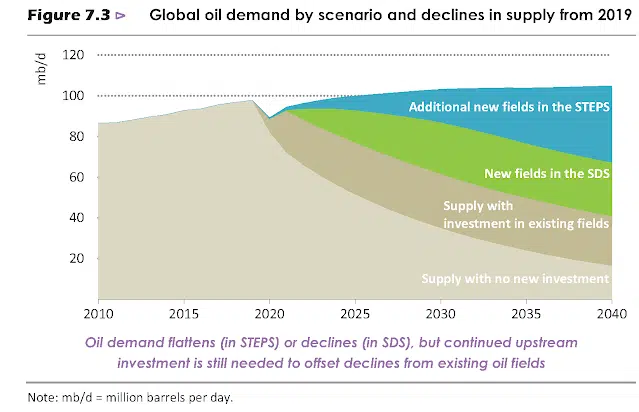 Figure 7.3 ⊳ Global oil demand by scenario and declines in supply from 2019
mb/d
120
100
80
60
40
20
Additional new fields in the STEPS
New fields in the SDS
Supply with
investment in existing fields
Supply with no new investment
2010 2015 2020 2025 2030 2035 2040
Oil demand flattens (in STEPS) or declines (in SDS), but continued upstream
investment is still needed to offset declines from existing oil fields
Note: mb/d = million barrels per day.